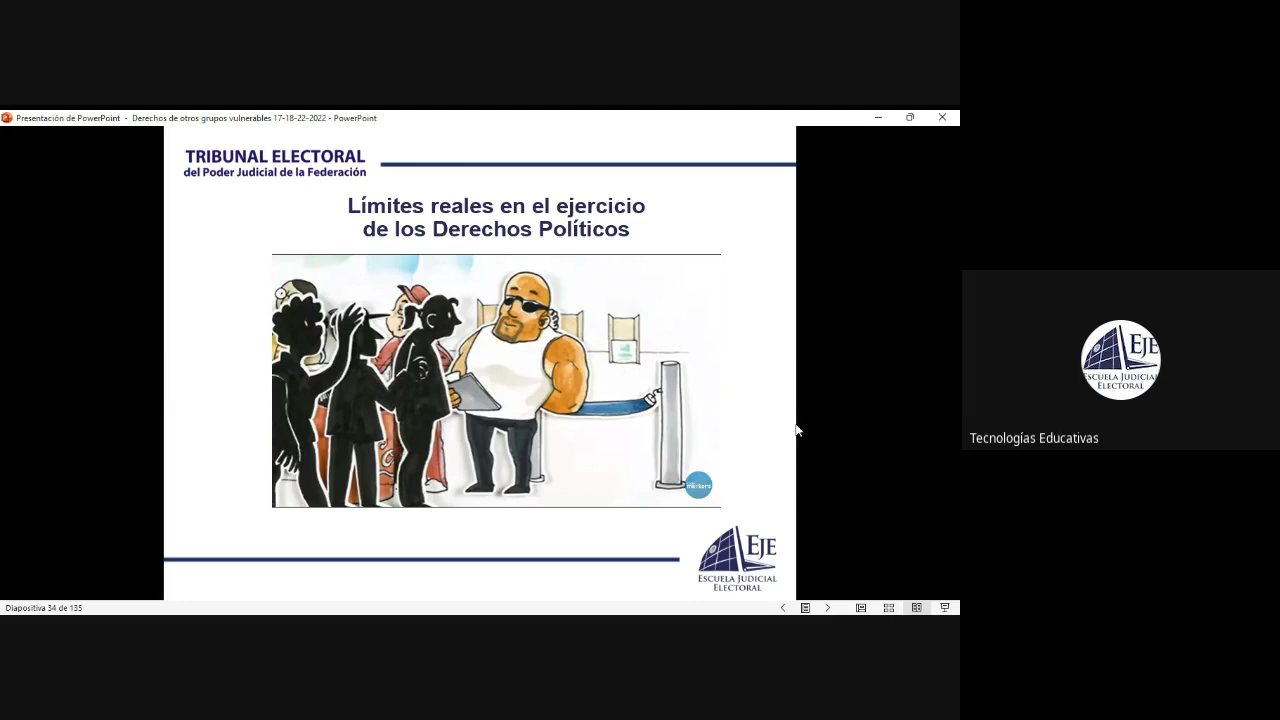 Presentación de PowerPoint - Derechos de otros grupos vulnerables 17-18-22-2022 - PowerPoint
TRIBUNAL ELECTORAL
del Poder Judicial de la Federación
Límites reales en el ejercicio
de los Derechos Políticos
EJE
ESCUELA JUDICIAL
ELECTORAL
Diapositiva 34 de 135
EJE
ESCUELA JUDICIAL
ELECTORAL
Tecnologías Educativas